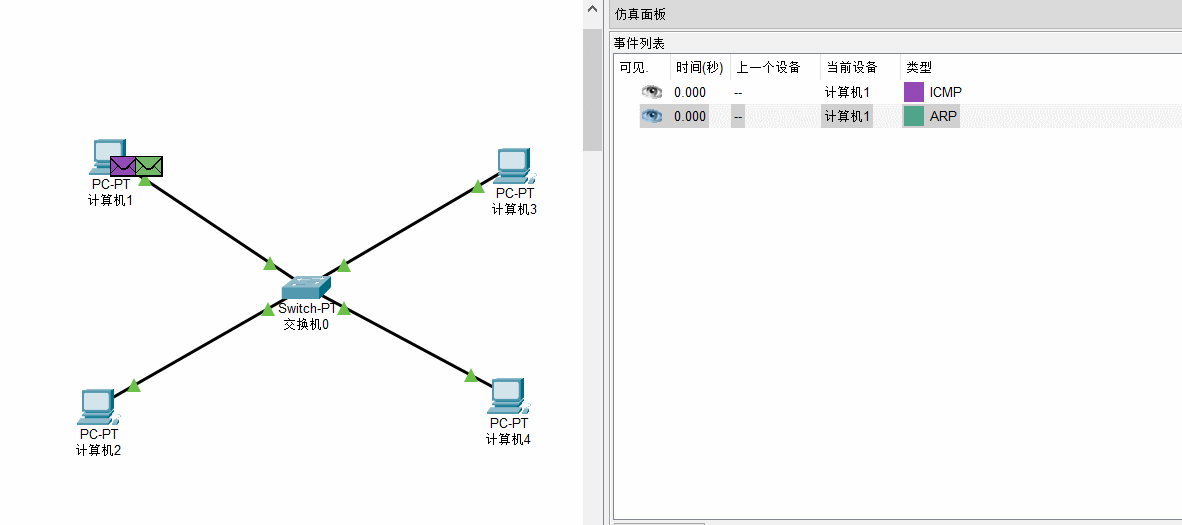 PC-PT
计算机1
PC-PT
计算机3
Switch-PT
交换机0
PC-PT
计算机2
PC-PT
计算机4
仿真面板
事件列表
可见. 时间(秒) 上一个设备 当前设备 类型
0.000 -- 计算机1 ICMP
0.000 -- 计算机1 ARP